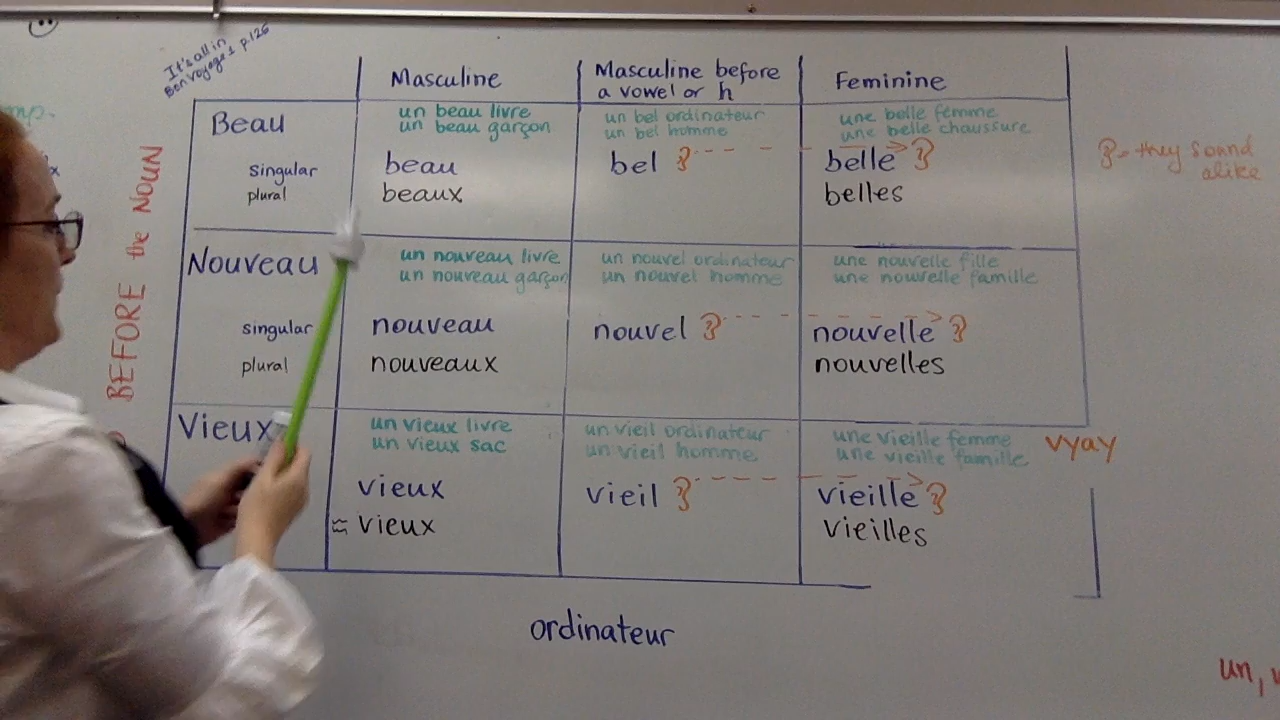 It's all in
Bon voyage 1 p.126
Masculine
Masculine before
a vowel or h
Feminine
mp.
BEFORE the NOUN
Beau
un beau livre
un beau garçon
un bel ordinateur
un bel homme
une belle femme
une belle chaussure
singular
beau
bel
belle
plural
beaux
belles
= they sound
alike
Nouveau
un nouveau livre
un nouveau garçon
un nouvel ordinateur
un nouvel homme
une nouvelle fille
une nouvelle famille
singular
nouveau
nouvel
nouvelle
plural
nouveaux
nouvelles
Vieux
un vieux livre
un vieux sac
un vieil ordinateur
un vieil homme
une vieille femme
une vieille famille
vyay
vieux
vieil
vieille
≈ vieux
vieilles
ordinateur
un,